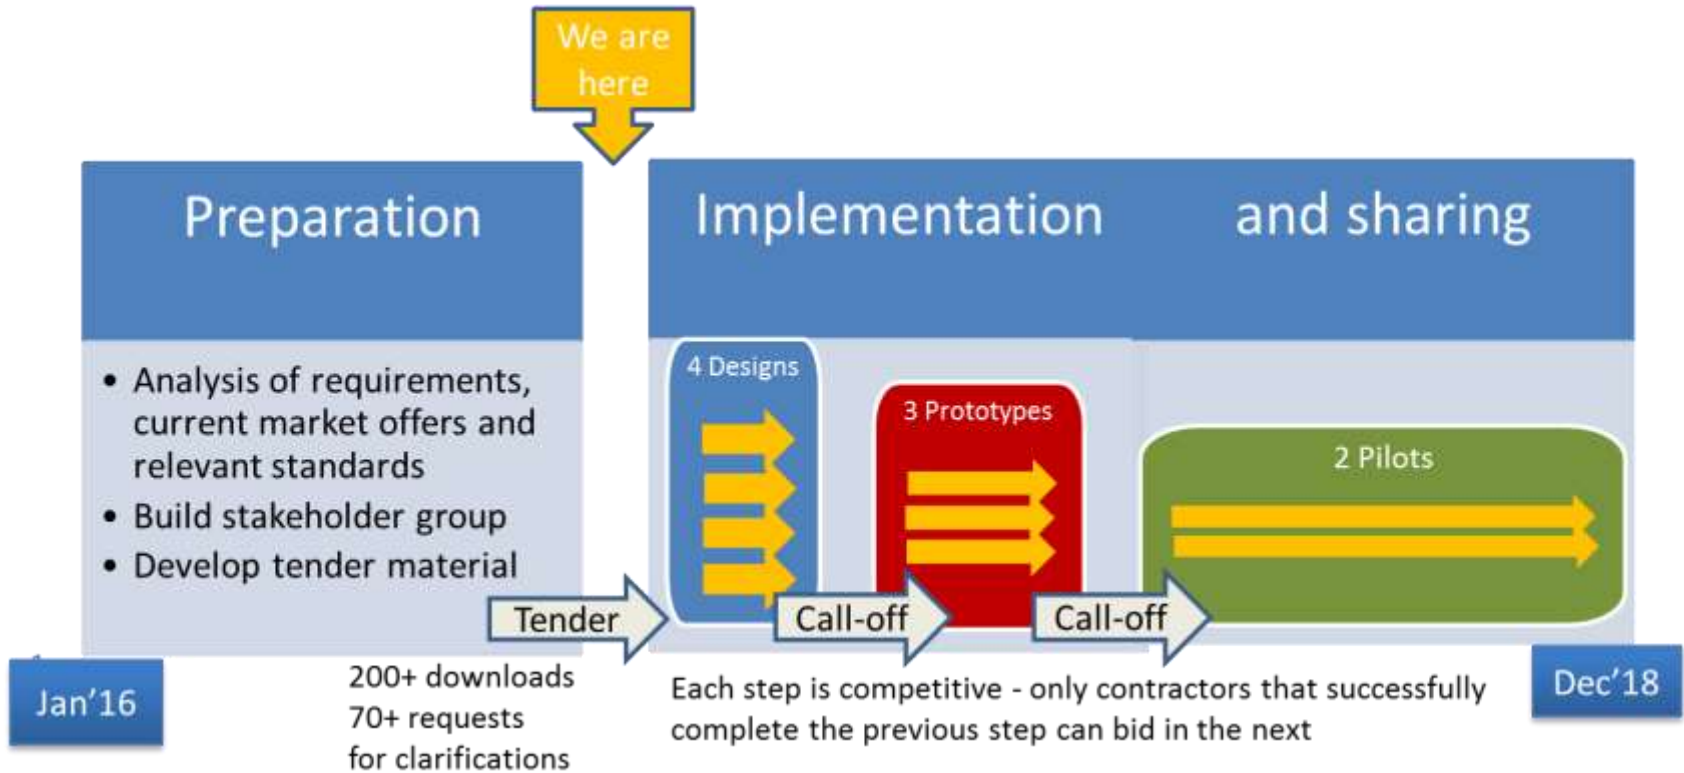 We are
here
Preparation
Implementation and sharing
• Analysis of requirements,
current market offers and
relevant standards
• Build stakeholder group
• Develop tender material
4 Designs
3 Prototypes
2 Pilots
Tender
Call-off
Call-off
Jan'16
200+ downloads
70+ requests
for clarifications
Each step is competitive - only contractors that successfully
complete the previous step can bid in the next
Dec'18